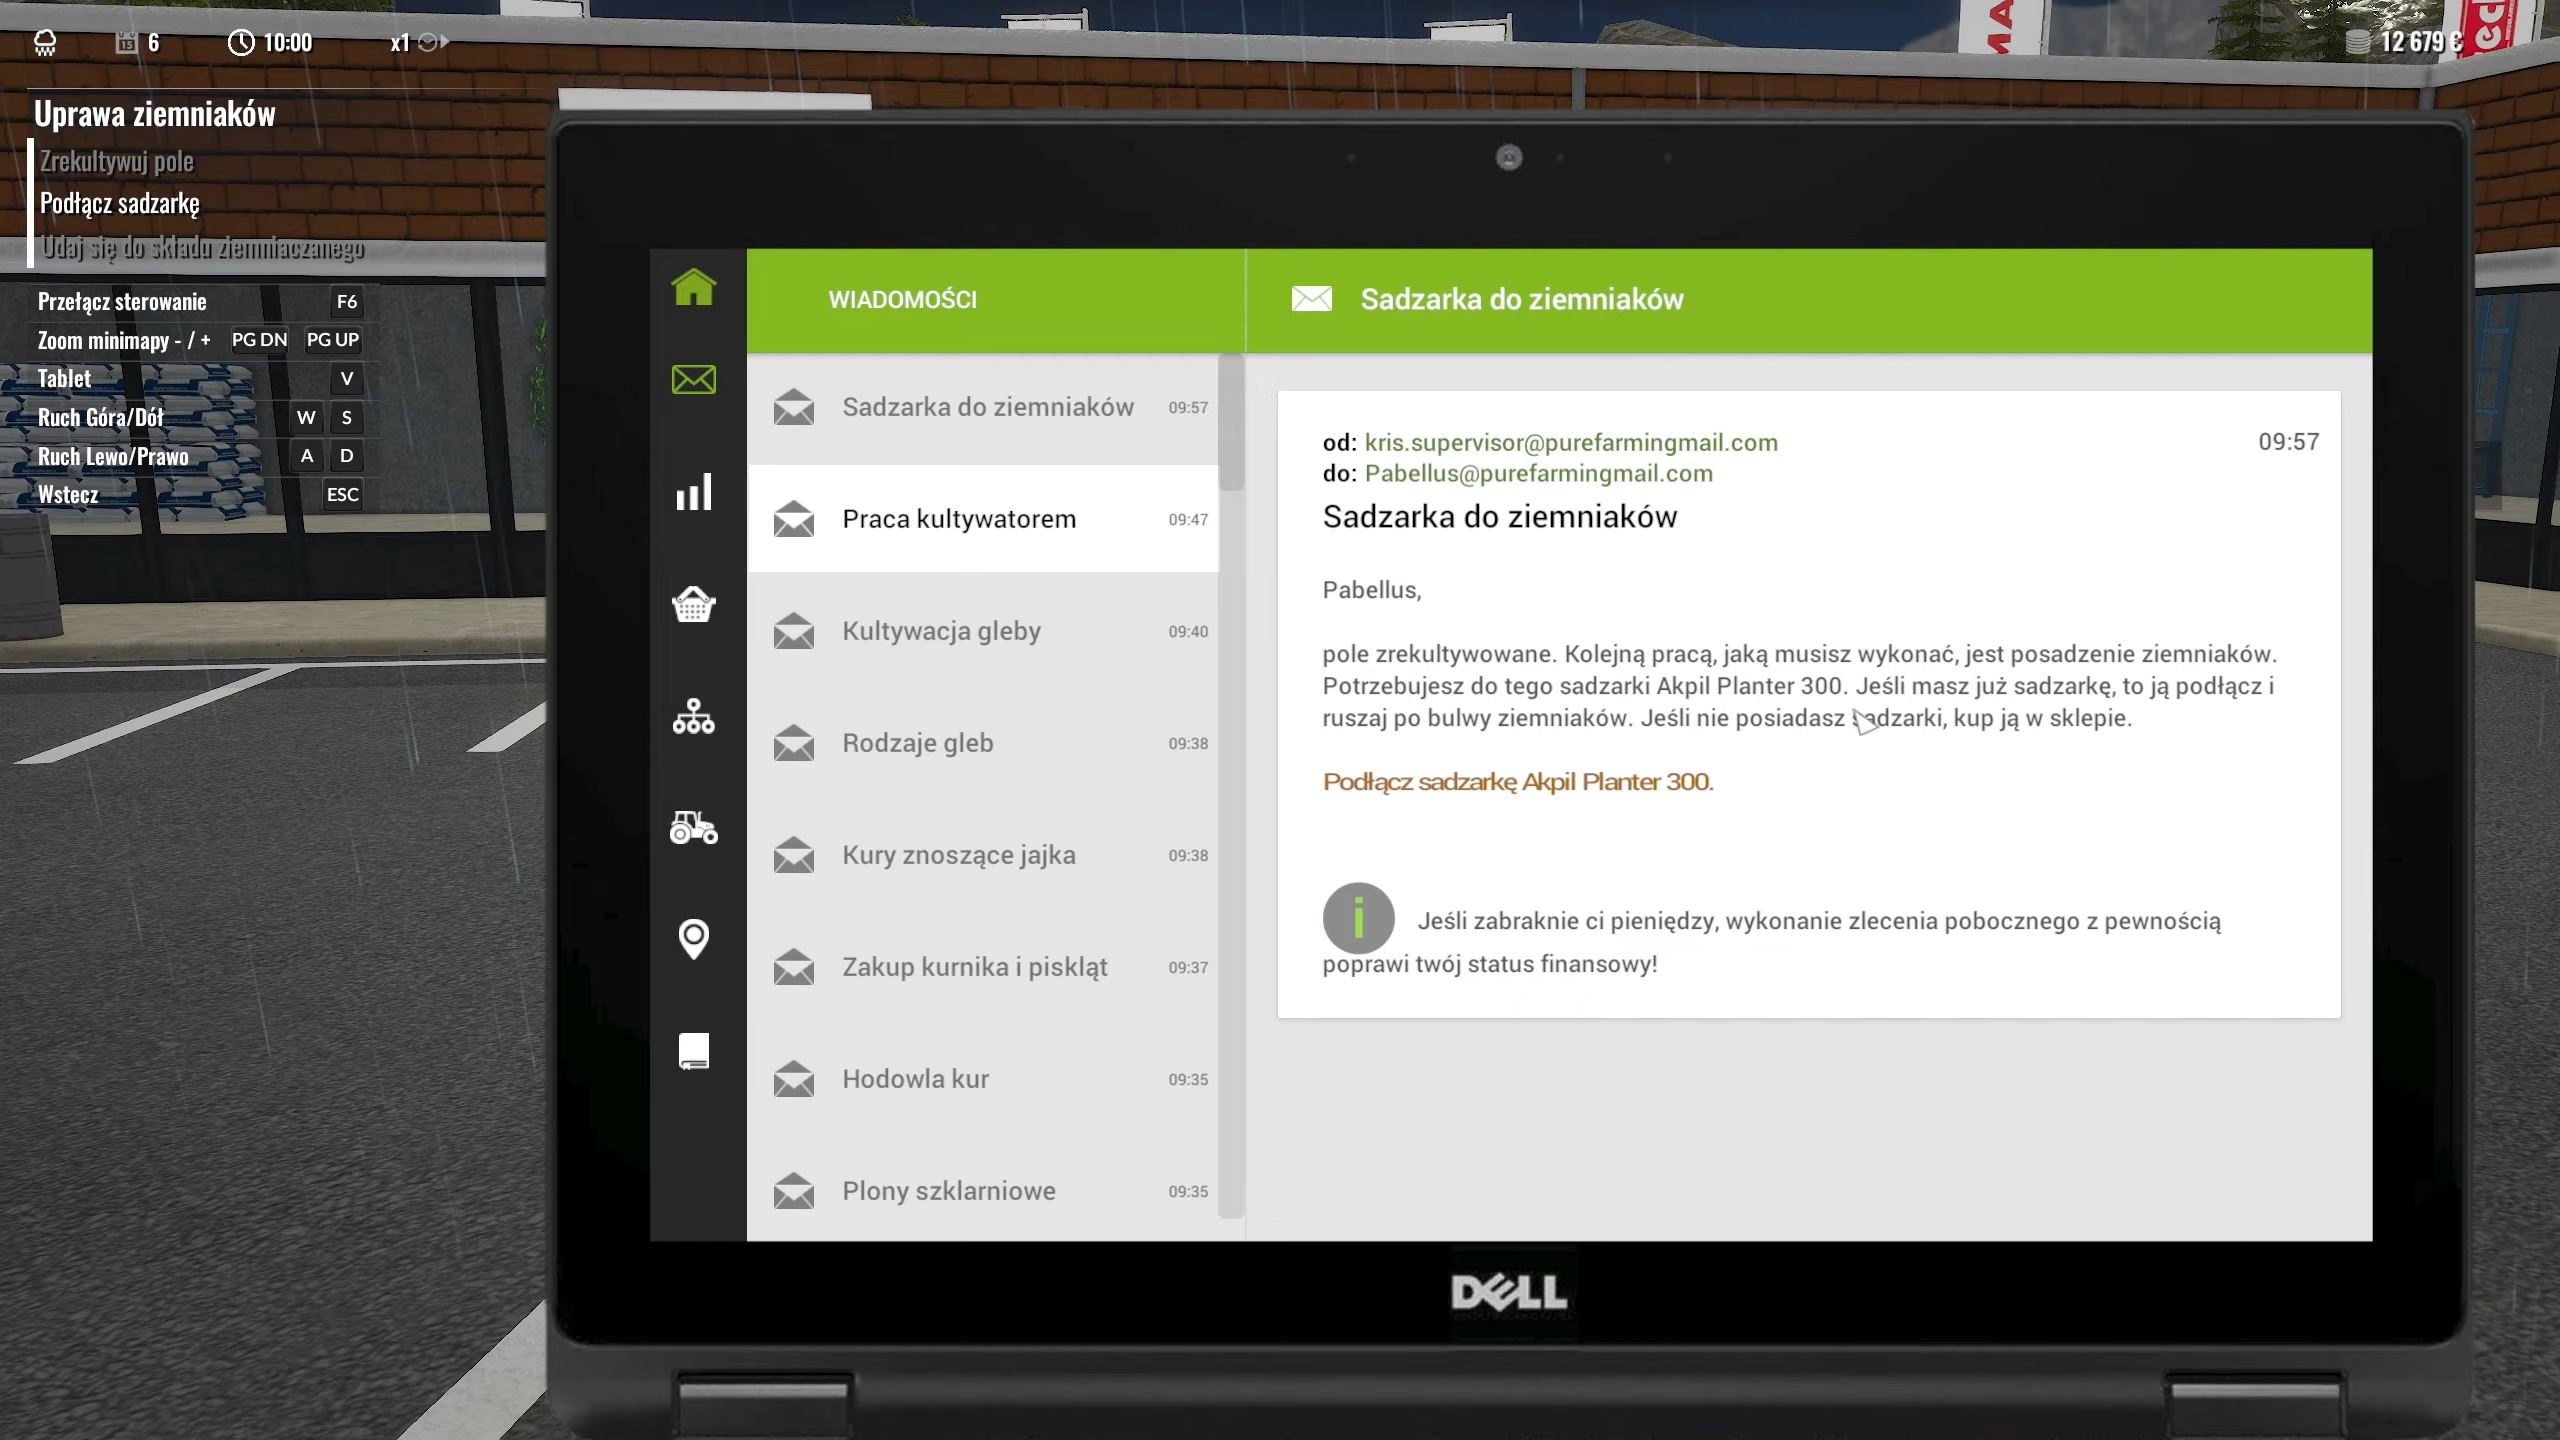 6
10:00
x1
12 679 €
Uprawa ziemniaków
Zrekultywuj pole
Podłącz sadzarkę
Udaj się do składu ziemniaczanego
Przełącz sterowanie F6
Zoom minimapy - / + PG DN PG UP
Tablet V
Ruch Góra/Dół W S
Ruch Lewo/Prawo A D
Wstecz ESC
WIADOMOŚCI
Sadzarka do ziemniaków 09:57
Praca kultywatorem 09:47
Kultywacja gleby 09:40
Rodzaje gleb 09:38
Kury znoszące jajka 09:38
Zakup kurnika i piskląt 09:37
Hodowla kur 09:35
Plony szklarniowe 09:35
Sadzarka do ziemniaków
od: kris.supervisor@purefarmingmail.com 09:57
do: Pabellus@purefarmingmail.com
Sadzarka do ziemniaków
Pabellus,
pole zrekultywowane. Kolejną pracą, jaką musisz wykonać, jest posadzenie ziemniaków.
Potrzebujesz do tego sadzarki Akpil Planter 300. Jeśli masz już sadzarkę, to ją podłącz i
ruszaj po bulwy ziemniaków. Jeśli nie posiadasz sadzarki, kup ją w sklepie.
Podłącz sadzarkę Akpil Planter 300.
i Jeśli zabraknie ci pieniędzy, wykonanie zlecenia pobocznego z pewnością
poprawi twój status finansowy!
DELL